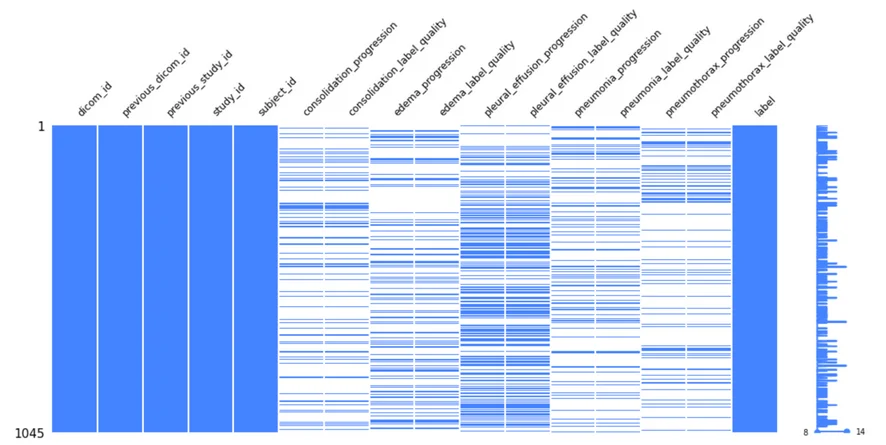 dicom_id
previous_dicom_id
previous_study_id
study_id
subject_id
consolidation_progression
consolidation_label_quality
edema_progression
edema_label_quality
pleural_effusion_progression
pleural_effusion_label_quality
pneumonia_progression
pneumonia_label_quality
pneumothorax_progression
pneumothorax_label_quality
label
1
1045
8
14